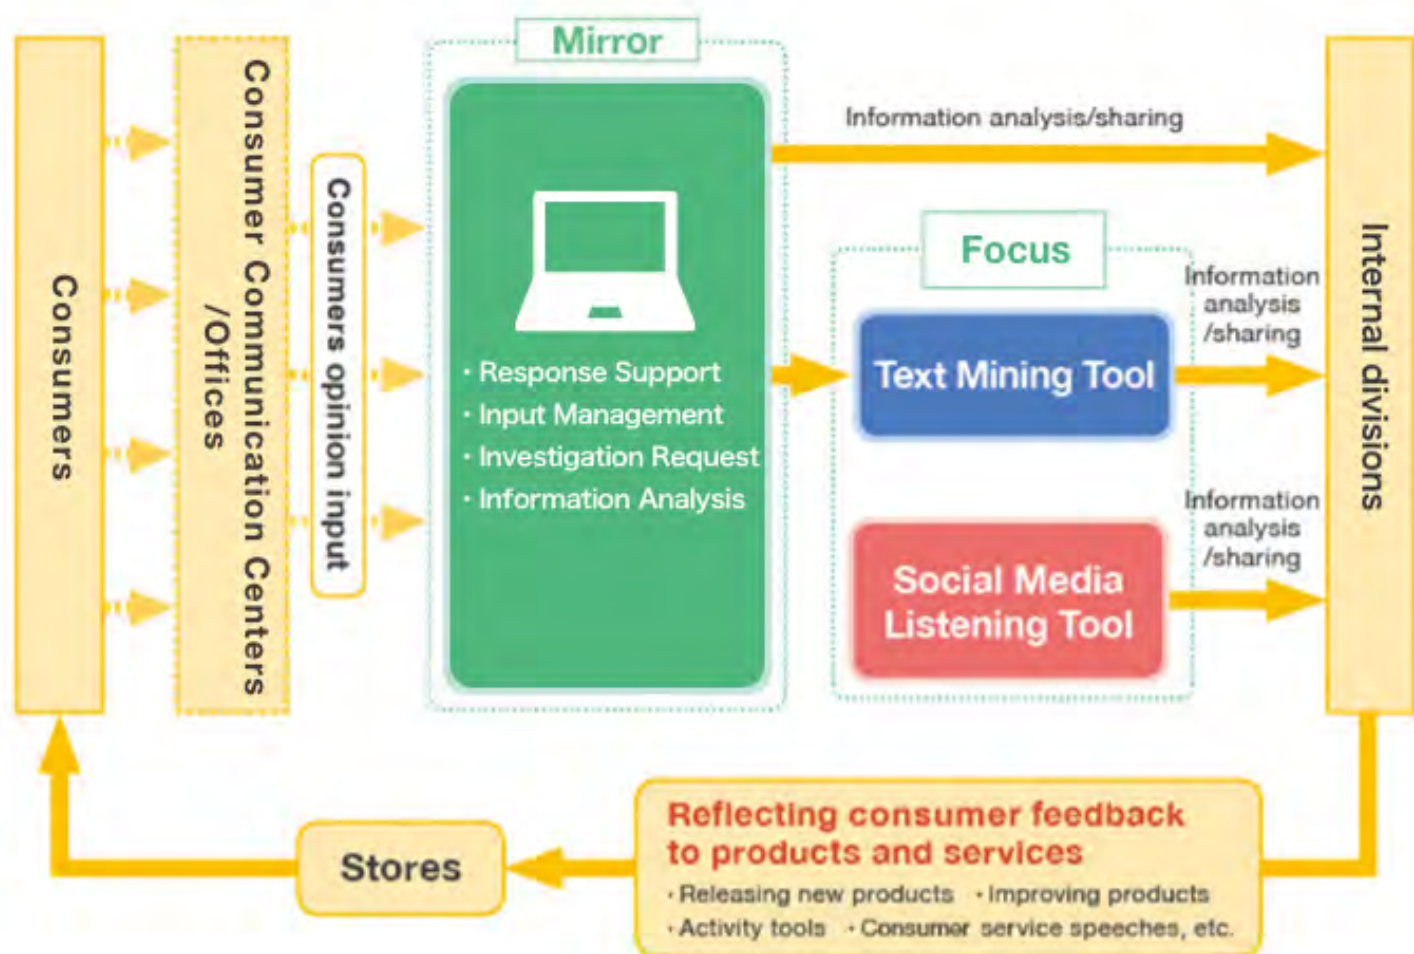 Consumers
Consumer Communication Centers
/Offices
Consumers opinion input
Mirror
· Response Support
· Input Management
· Investigation Request
· Information Analysis
Information analysis/sharing
Focus
Text Mining Tool
Information
analysis
/sharing
Social Media
Listening Tool
Information
analysis
/sharing
Internal divisions
Reflecting consumer feedback
to products and services
· Releasing new products · Improving products
· Activity tools · Consumer service speeches, etc.
Stores